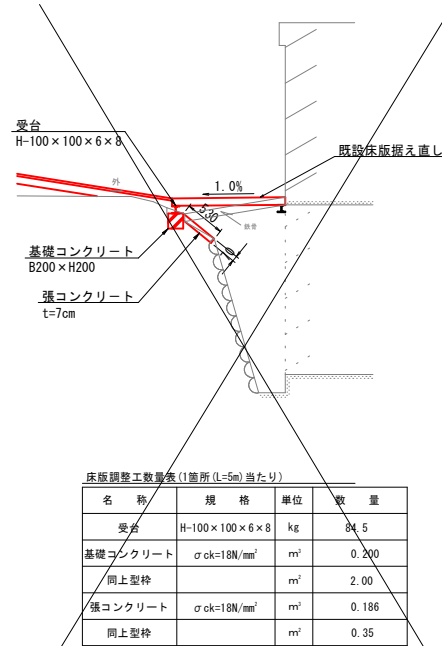 受台
H-100×100×6×8
既設床版据え直し
1.0%
外
530
鉄骨
70
基礎コンクリート
B200×H200
張コンクリート
t=7cm
床版調整工数量表(1箇所(L=5m)当たり)
名 称 規 格 単位 数 量
受台 H-100×100×6×8 kg 84.5
基礎コンクリート σck=18N/mm² m³ 0.200
同上型枠 m² 2.00
張コンクリート σck=18N/mm² m³ 0.186
同上型枠 m² 0.35